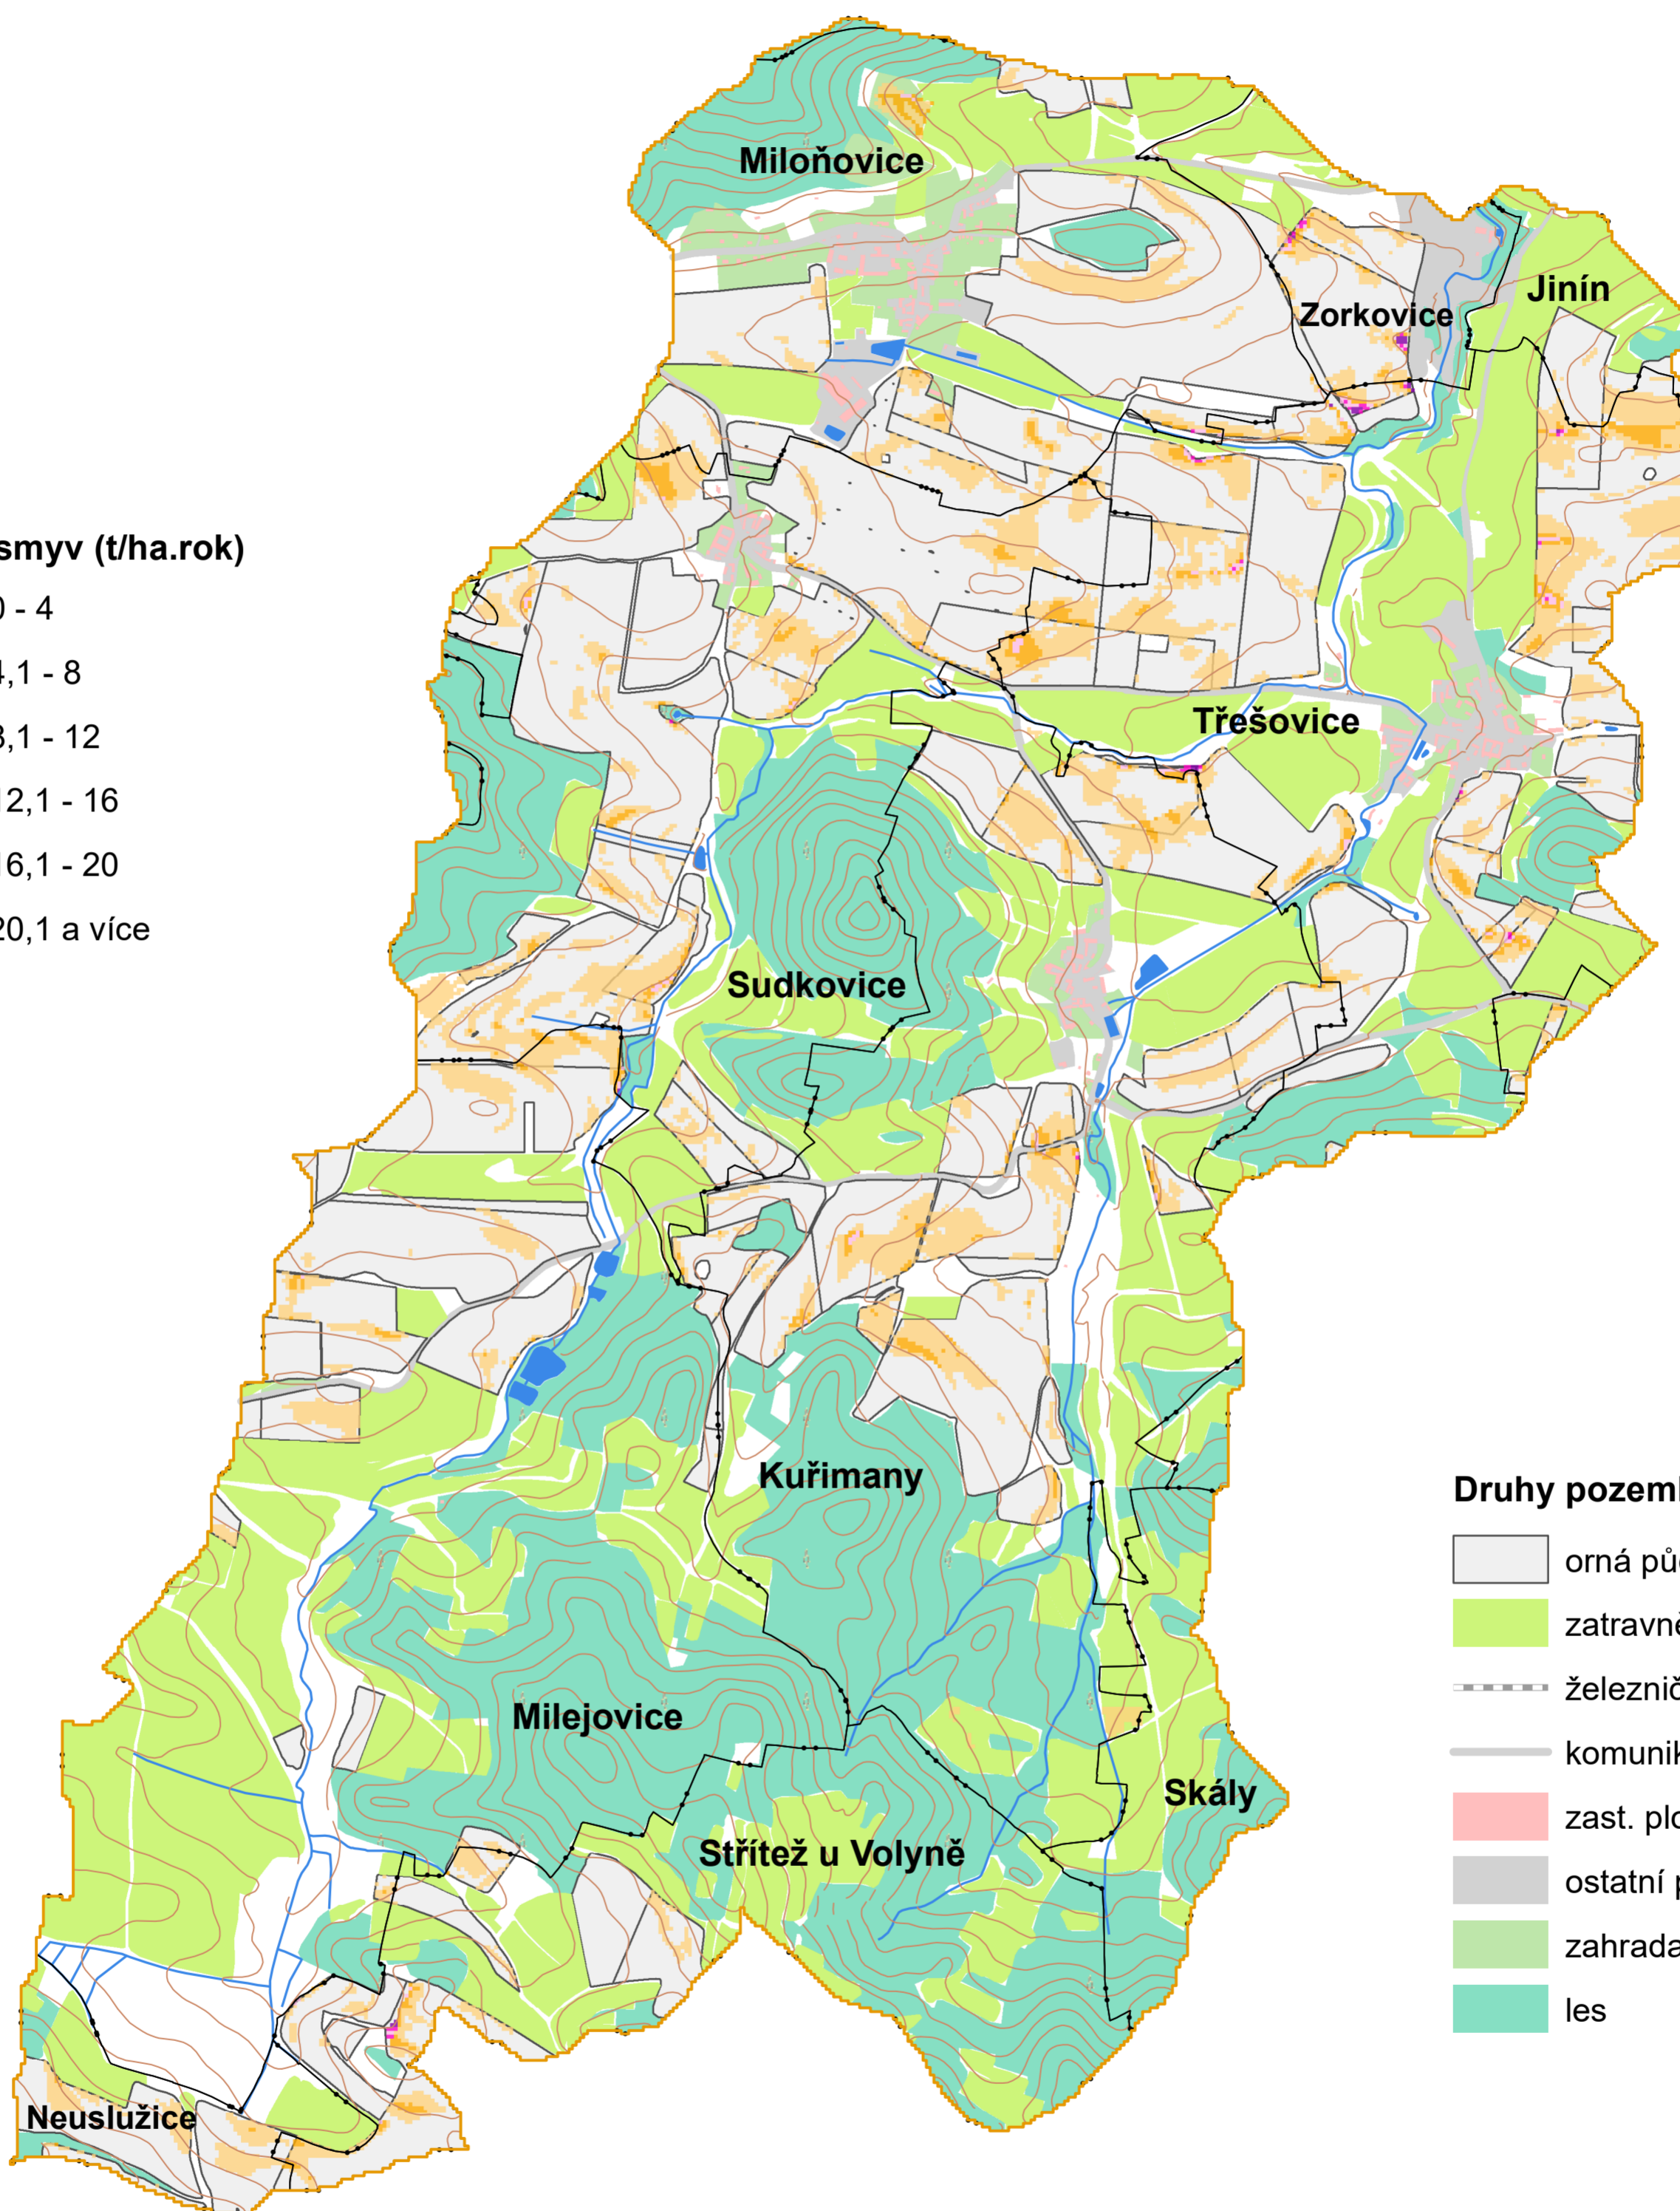 Miloňovice
Jinín
Zorkovice
smyv (t/ha.rok)
0 - 4
4,1 - 8
8,1 - 12
12,1 - 16
16,1 - 20
20,1 a více
Třešovice
Sudkovice
Kuřimany
Milejovice
Skály
Střítež u Volyně
Neuslužice
Druhy pozeml
orná pů
zatravně
železnič
komunik
zast. plo
ostatní p
zahrada
les